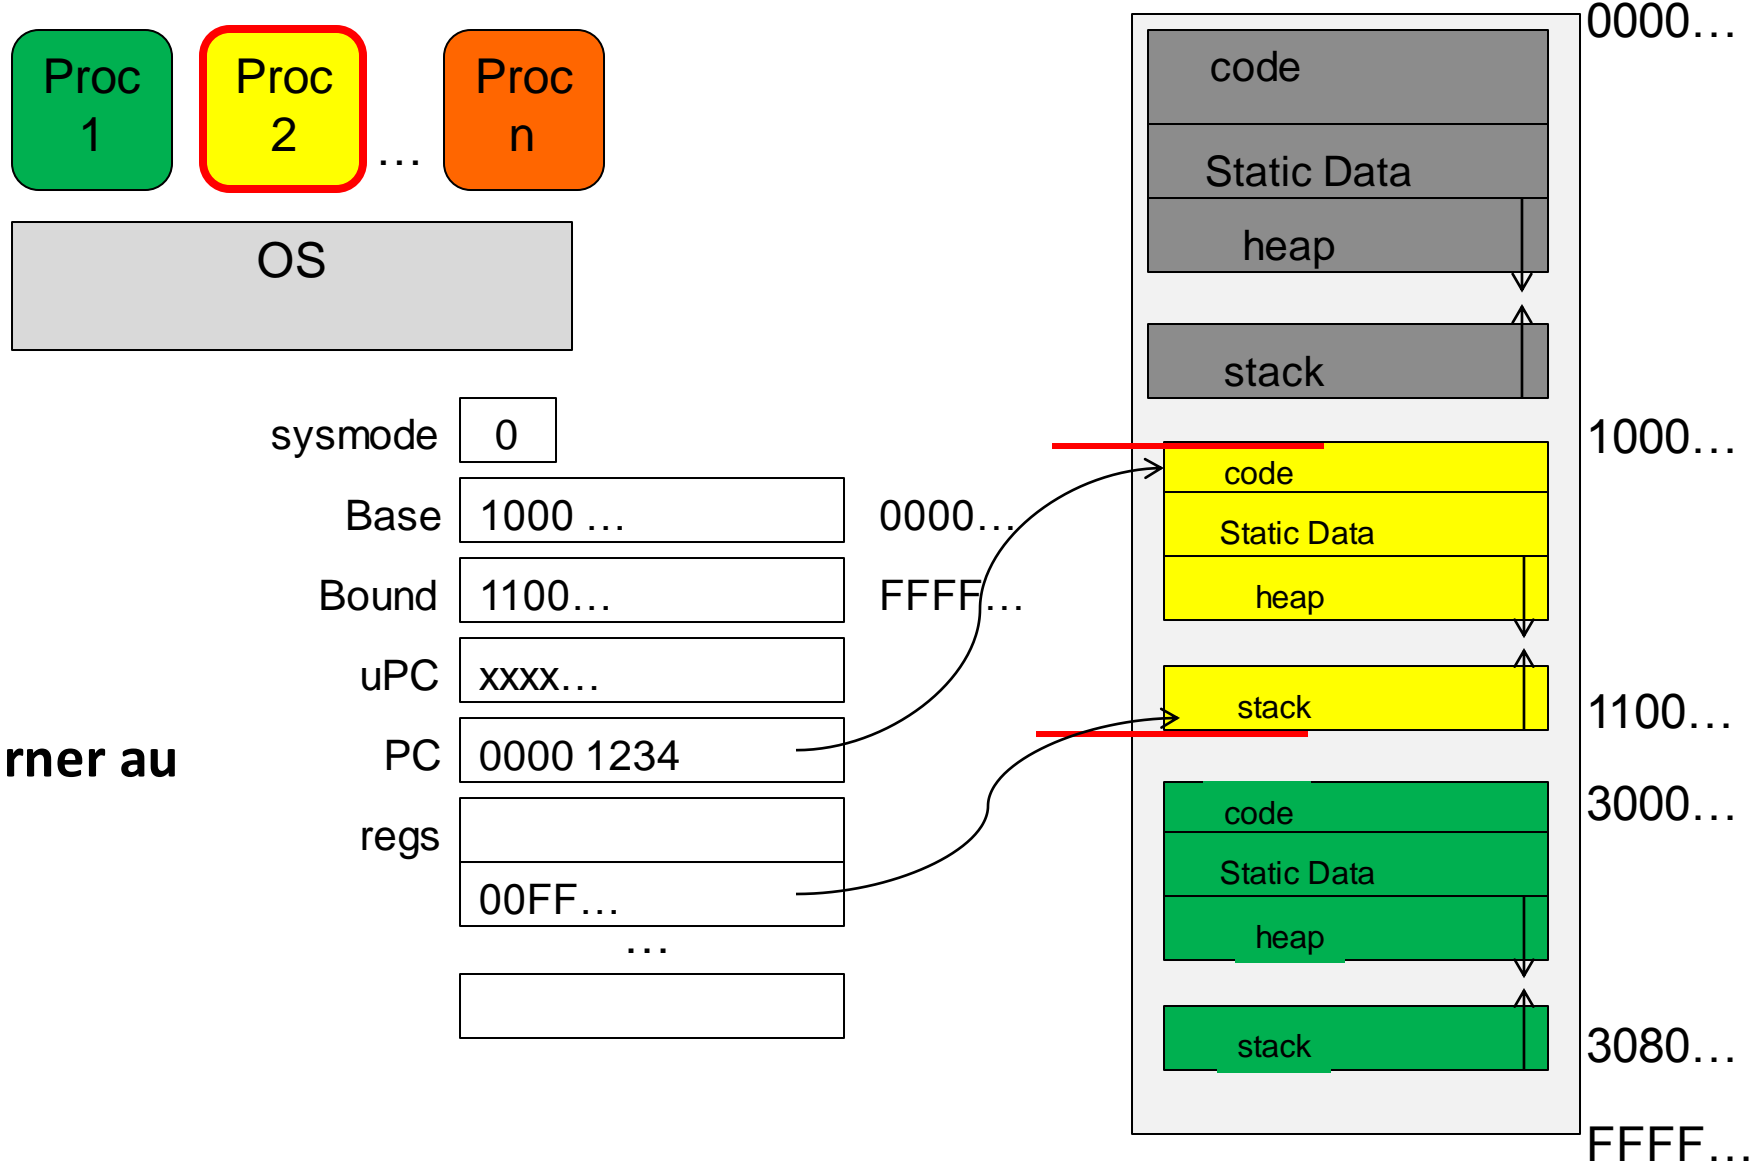 Proc
1
Proc
2
…
Proc
n
OS
sysmode
0
Base
1000 …
0000…
Bound
1100…
FFFF…
uPC
xxxx…
rner au
PC
0000 1234
regs
00FF…
…
0000…
code
Static Data
heap
stack
1000…
code
Static Data
heap
stack
1100…
3000…
code
Static Data
heap
stack
3080…
FFFF…